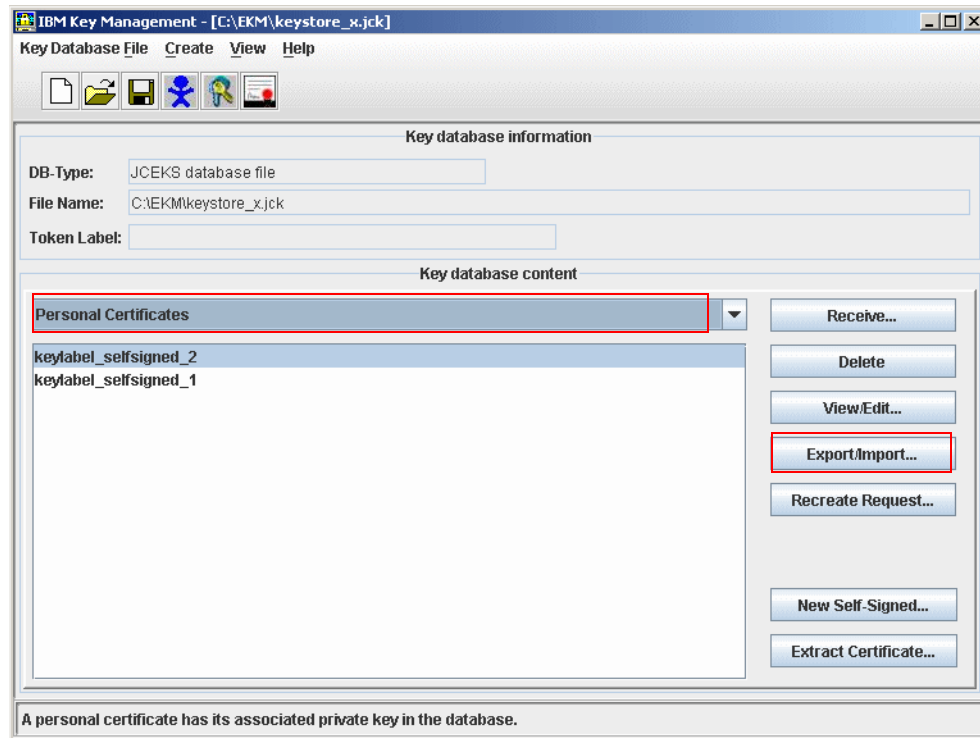 IBM Key Management - [C:\EKM\keystore_x.jck]
Key Database File Create View Help
Key database information
DB-Type: JCEKS database file
File Name: C:\EKM\keystore_x.jck
Token Label:
Key database content
Personal Certificates
Receive...
keylabel_selfsigned_2
Delete
keylabel_selfsigned_1
View/Edit...
Export/Import...
Recreate Request...
New Self-Signed...
Extract Certificate...
A personal certificate has its associated private key in the database.